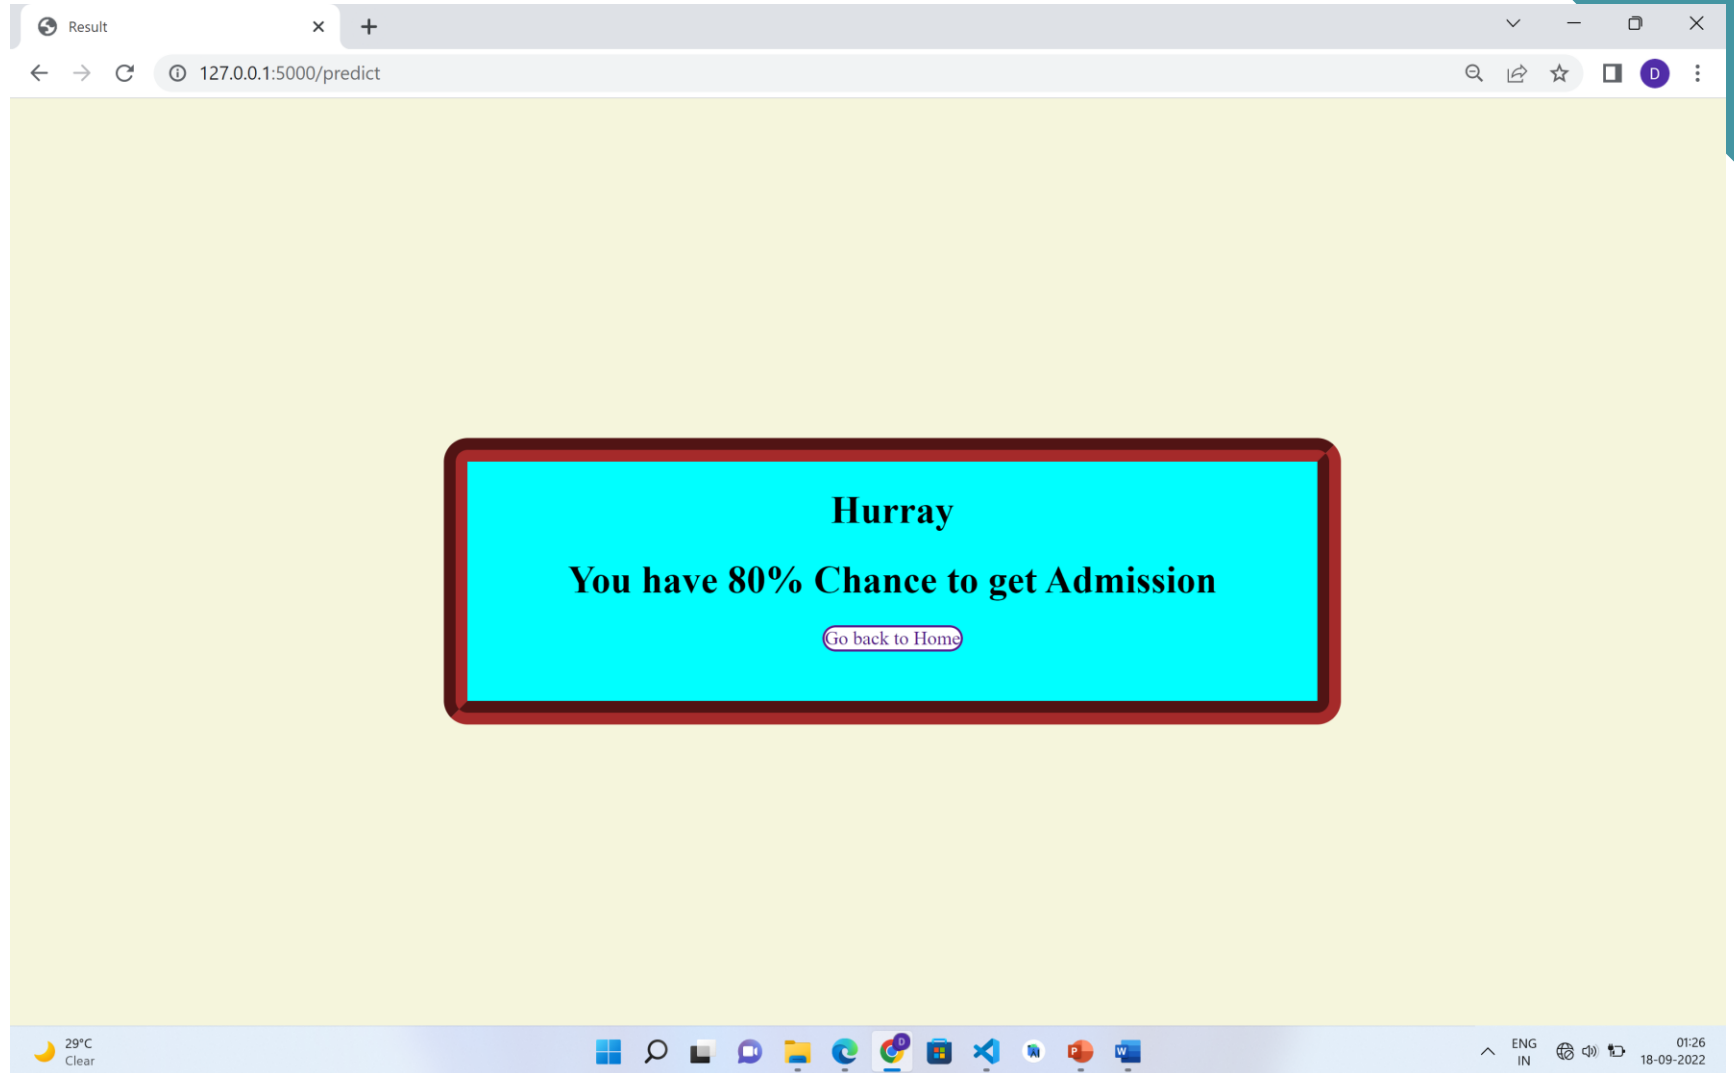 Result
127.0.0.1:5000/predict
D
Hurray
You have 80% Chance to get Admission
Go back to Home
29°C
Clear
D
P
W
ENG
IN
01:26
18-09-2022